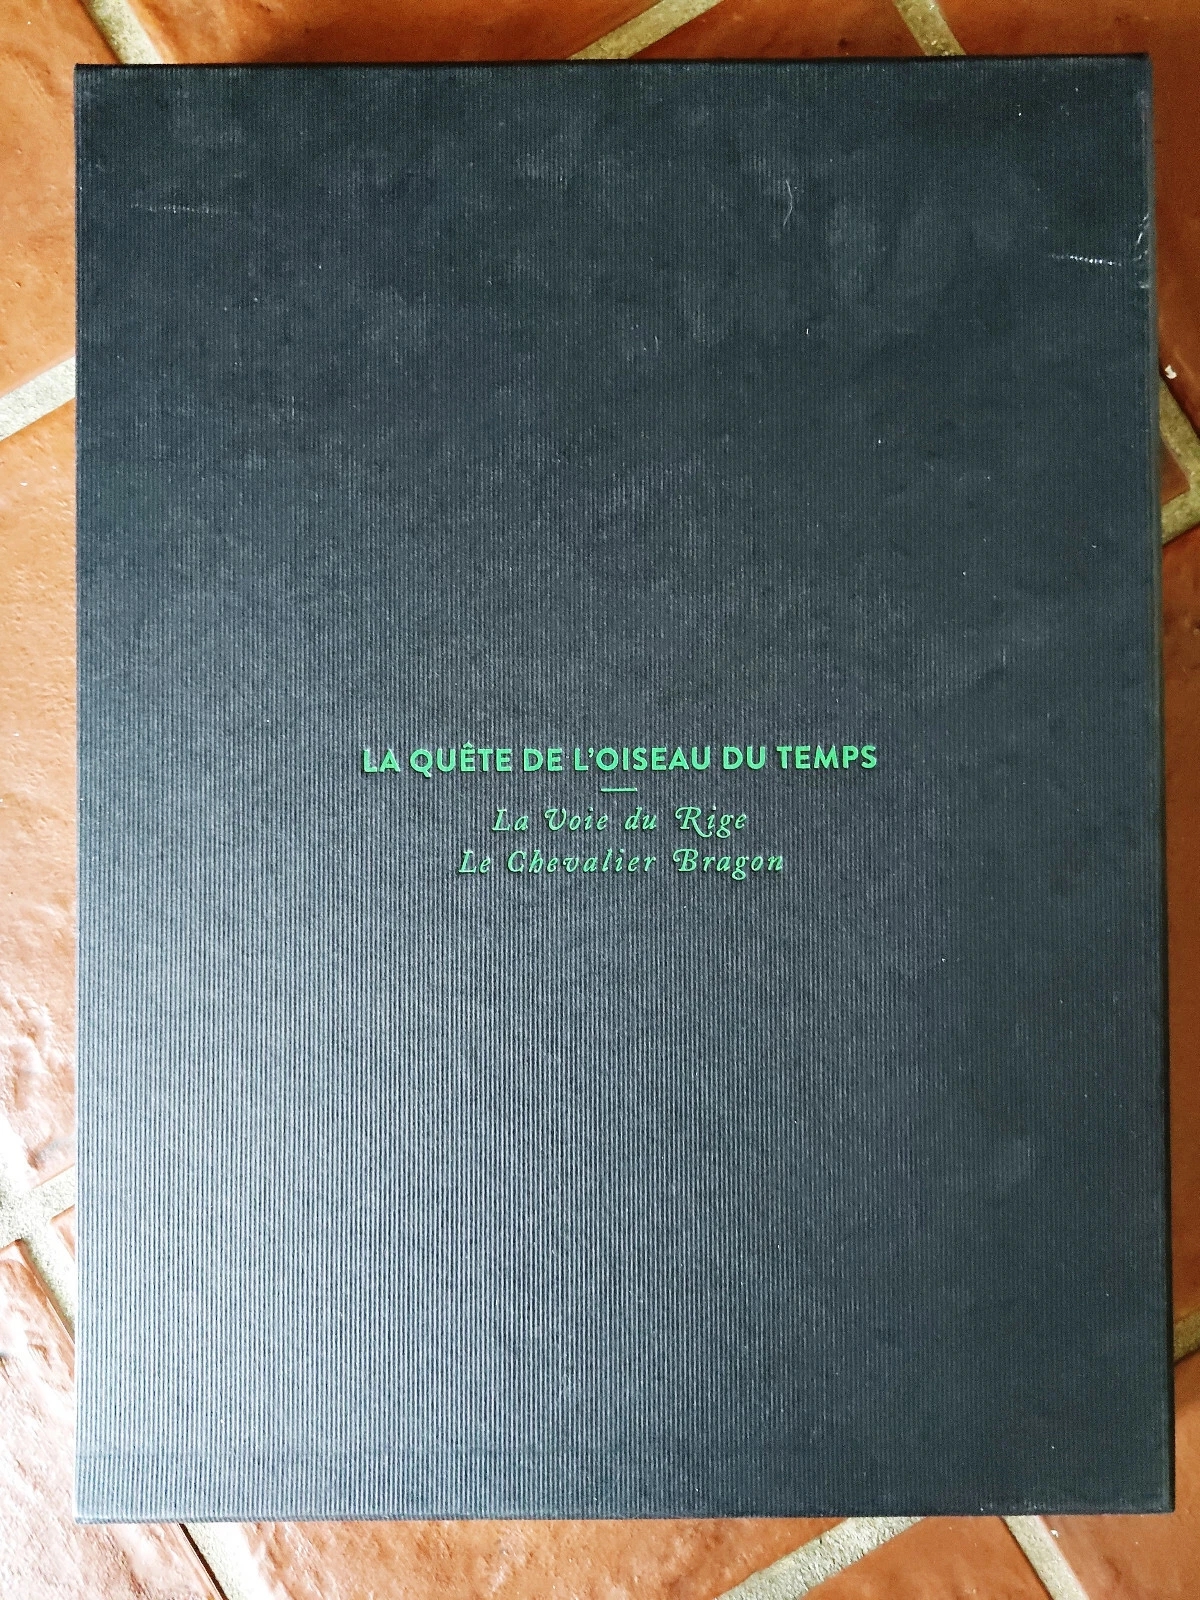 LA QUÊTE DE L'OISEAU DU TEMPS
La Voie du Rige
Le Chevalier Bragon